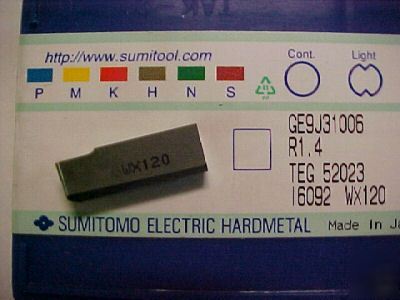 http://www.sumitool.com
Cont. Light
P M K H N S
GE9J31006
R1.4
TEG 52023
I6092 WX120
WX120
SUMITOMO ELECTRIC HARDMETAL Made In Ja